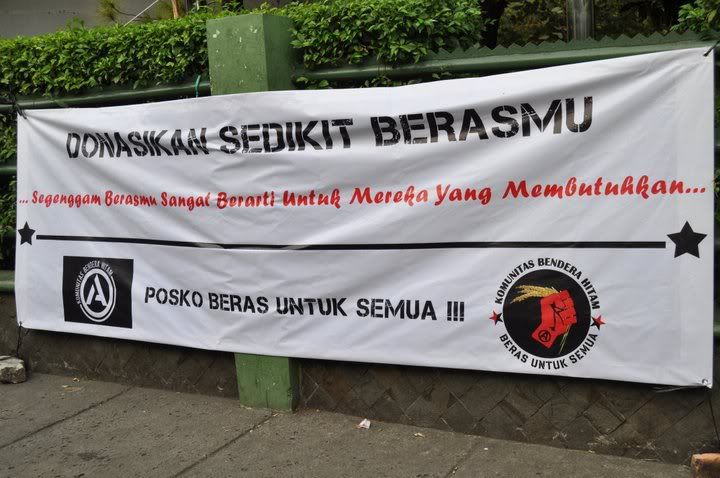 DONASIKAN SEDIKIT BERASMU
... Segenggam Berasmu Sangat Berarti Untuk Mereka Yang Membutuhkan...
KOMUNITAS BENDERA HITAM
A
POSKO BERAS UNTUK SEMUA !!!
KOMUNITAS BENDERA HITAM
BERAS UNTUK SEMUA